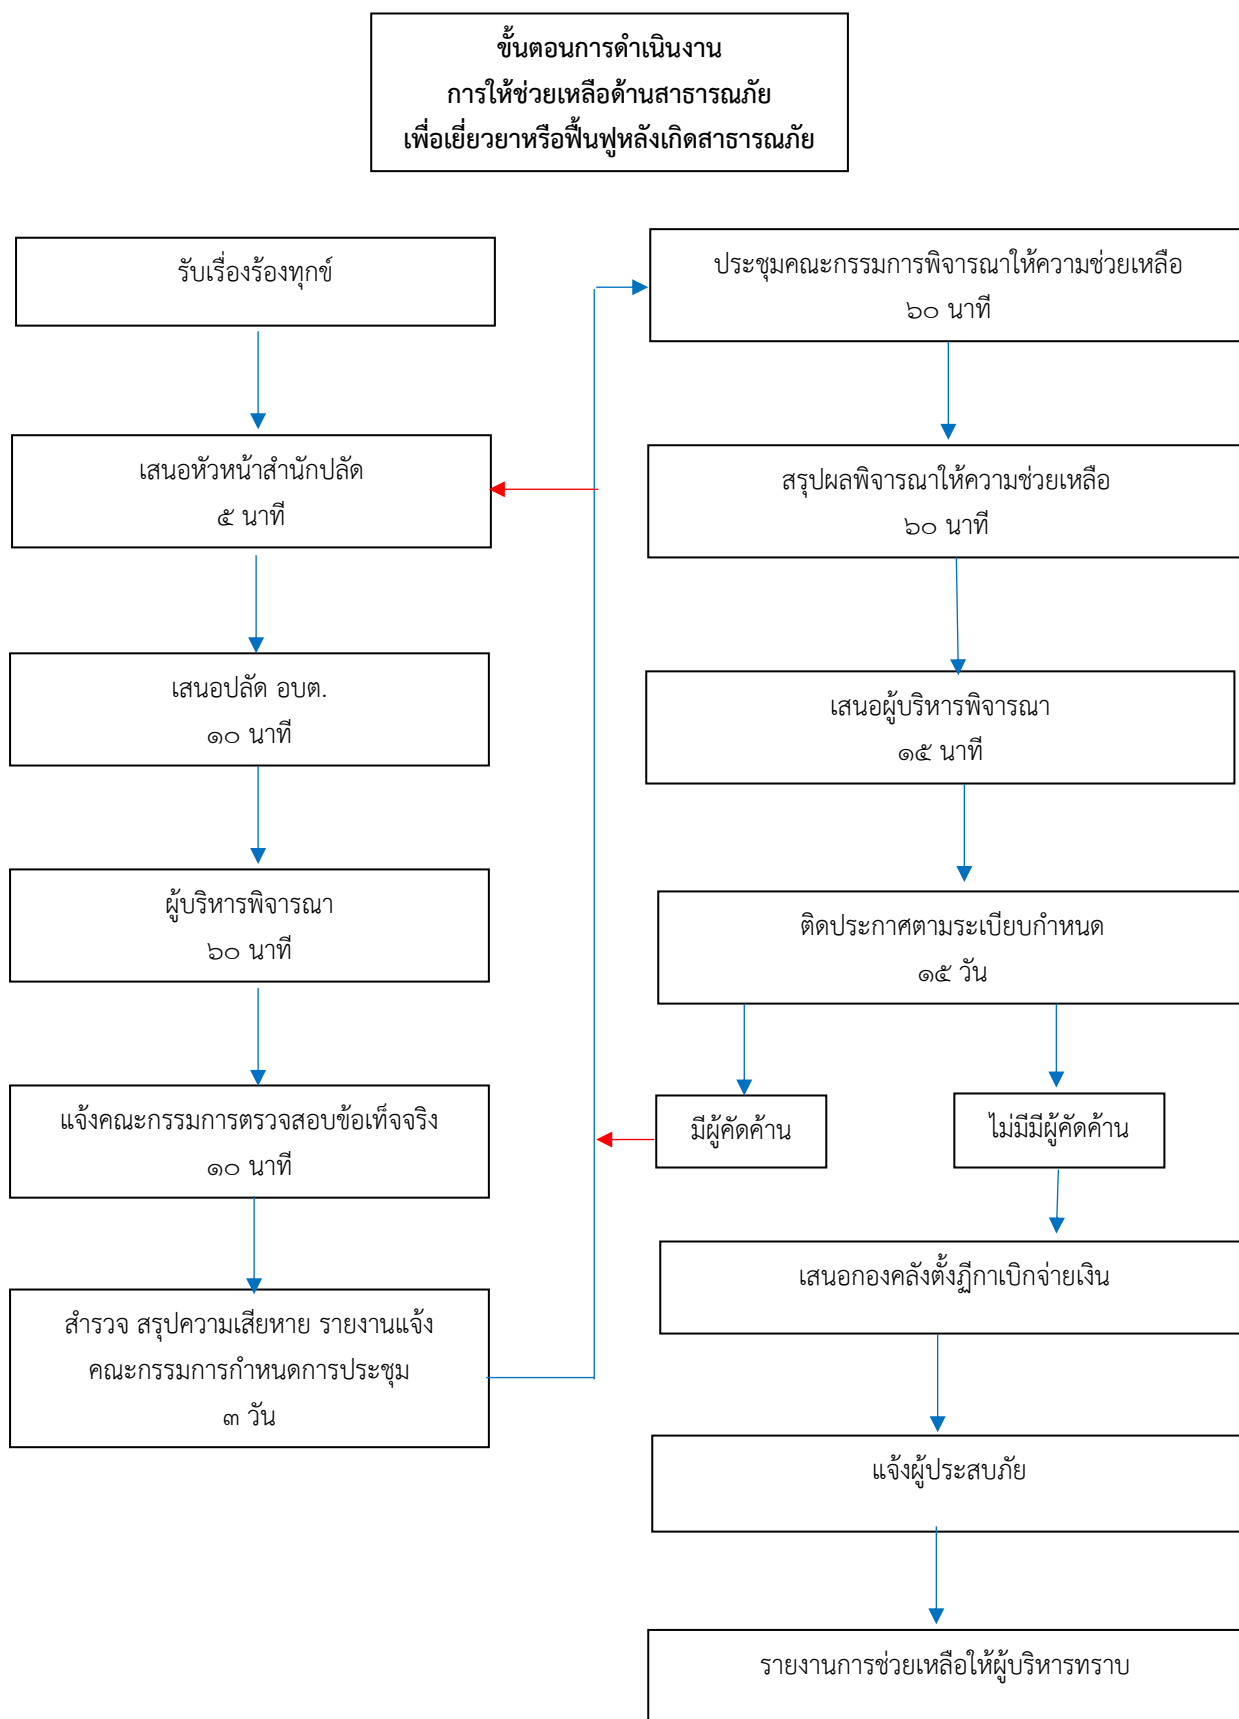 ขั้นตอนการดำเนินงาน
การให้ช่วยเหลือด้านสาธารณภัย
เพื่อเยี่ยวยาหรือฟื้นฟูหลังเกิดสาธารณภัย
รับเรื่องร้องทุกข์
เสนอหัวหน้าสำนักปลัด
๕ นาที
เสนอปลัด อบต.
๑๐ นาที
ผู้บริหารพิจารณา
๖๐ นาที
แจ้งคณะกรรมการตรวจสอบข้อเท็จจริง
๑๐ นาที
สำรวจ สรุปความเสียหาย รายงานแจ้ง
คณะกรรมการกำหนดการประชุม
๓ วัน
ประชุมคณะกรรมการพิจารณาให้ความช่วยเหลือ
๖๐ นาที
สรุปผลพิจารณาให้ความช่วยเหลือ
๖๐ นาที
เสนอผู้บริหารพิจารณา
๑๕ นาที
ติดประกาศตามระเบียบกำหนด
๑๕ วัน
มีผู้คัดค้าน
ไม่มีมีผู้คัดค้าน
เสนอกองคลังตั้งฎีกาเบิกจ่ายเงิน
แจ้งผู้ประสบภัย
รายงานการช่วยเหลือให้ผู้บริหารทราบ